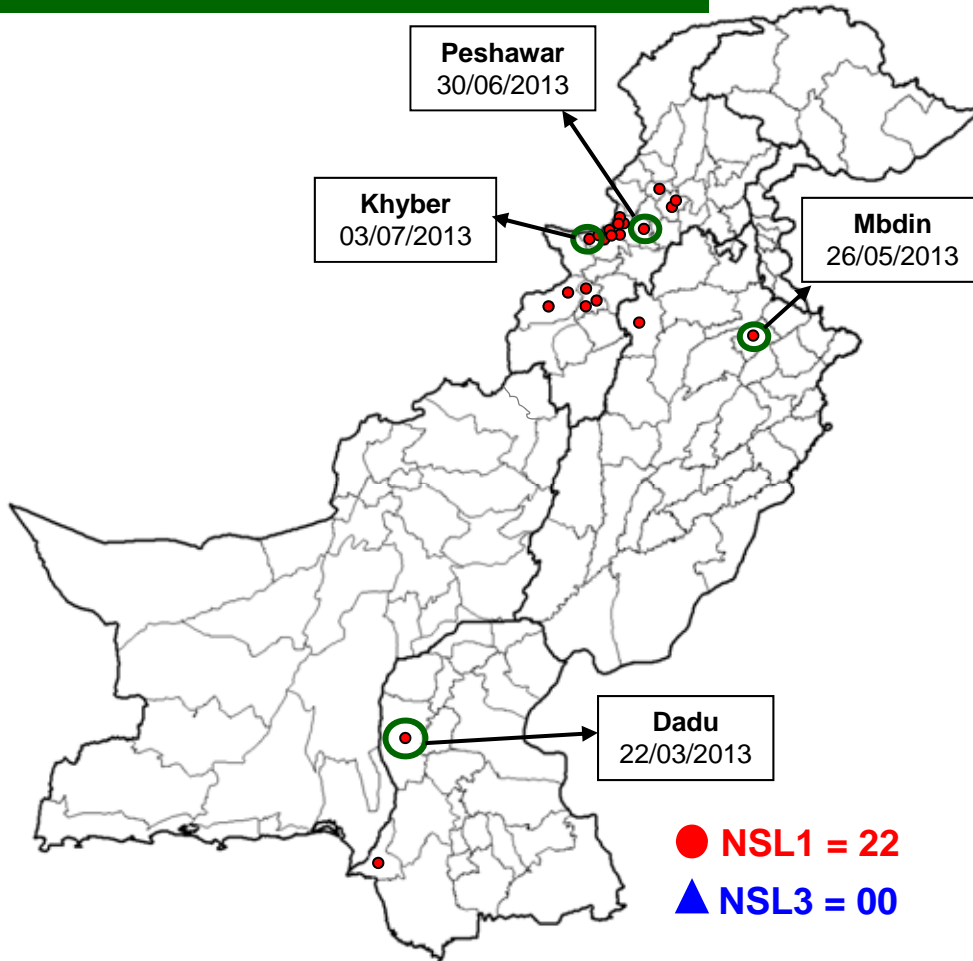 Peshawar
30/06/2013
Khyber
03/07/2013
Mbdin
26/05/2013
Dadu
22/03/2013
NSL1 = 22
NSL3 = 00